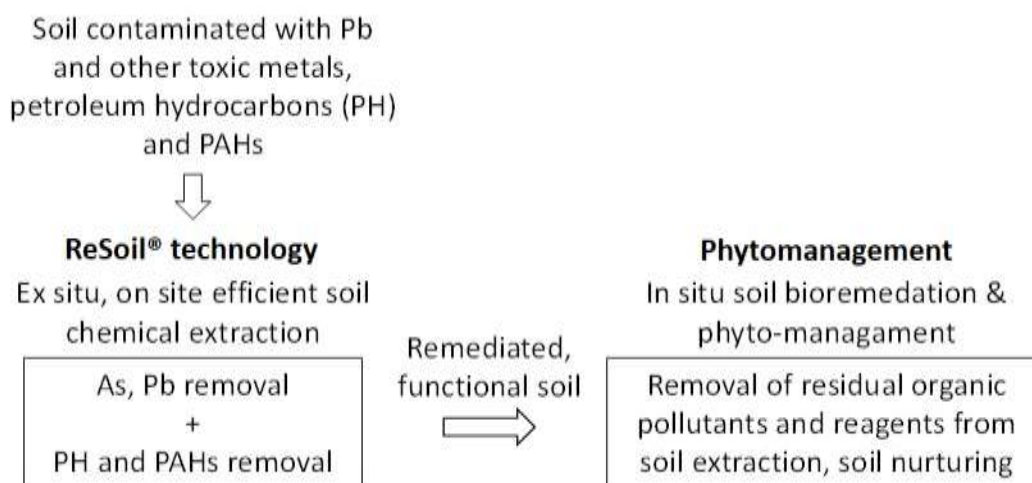 Soil contaminated with Pb
and other toxic metals,
petroleum hydrocarbons (PH)
and PAHs
ReSoil® technology
Ex situ, on site efficient soil
chemical extraction
As, Pb removal
+
PH and PAHs removal
Remediated,
functional soil
Phytomanagement
In situ soil bioremedation &
phyto-managament
Removal of residual organic
pollutants and reagents from
soil extraction, soil nurturing